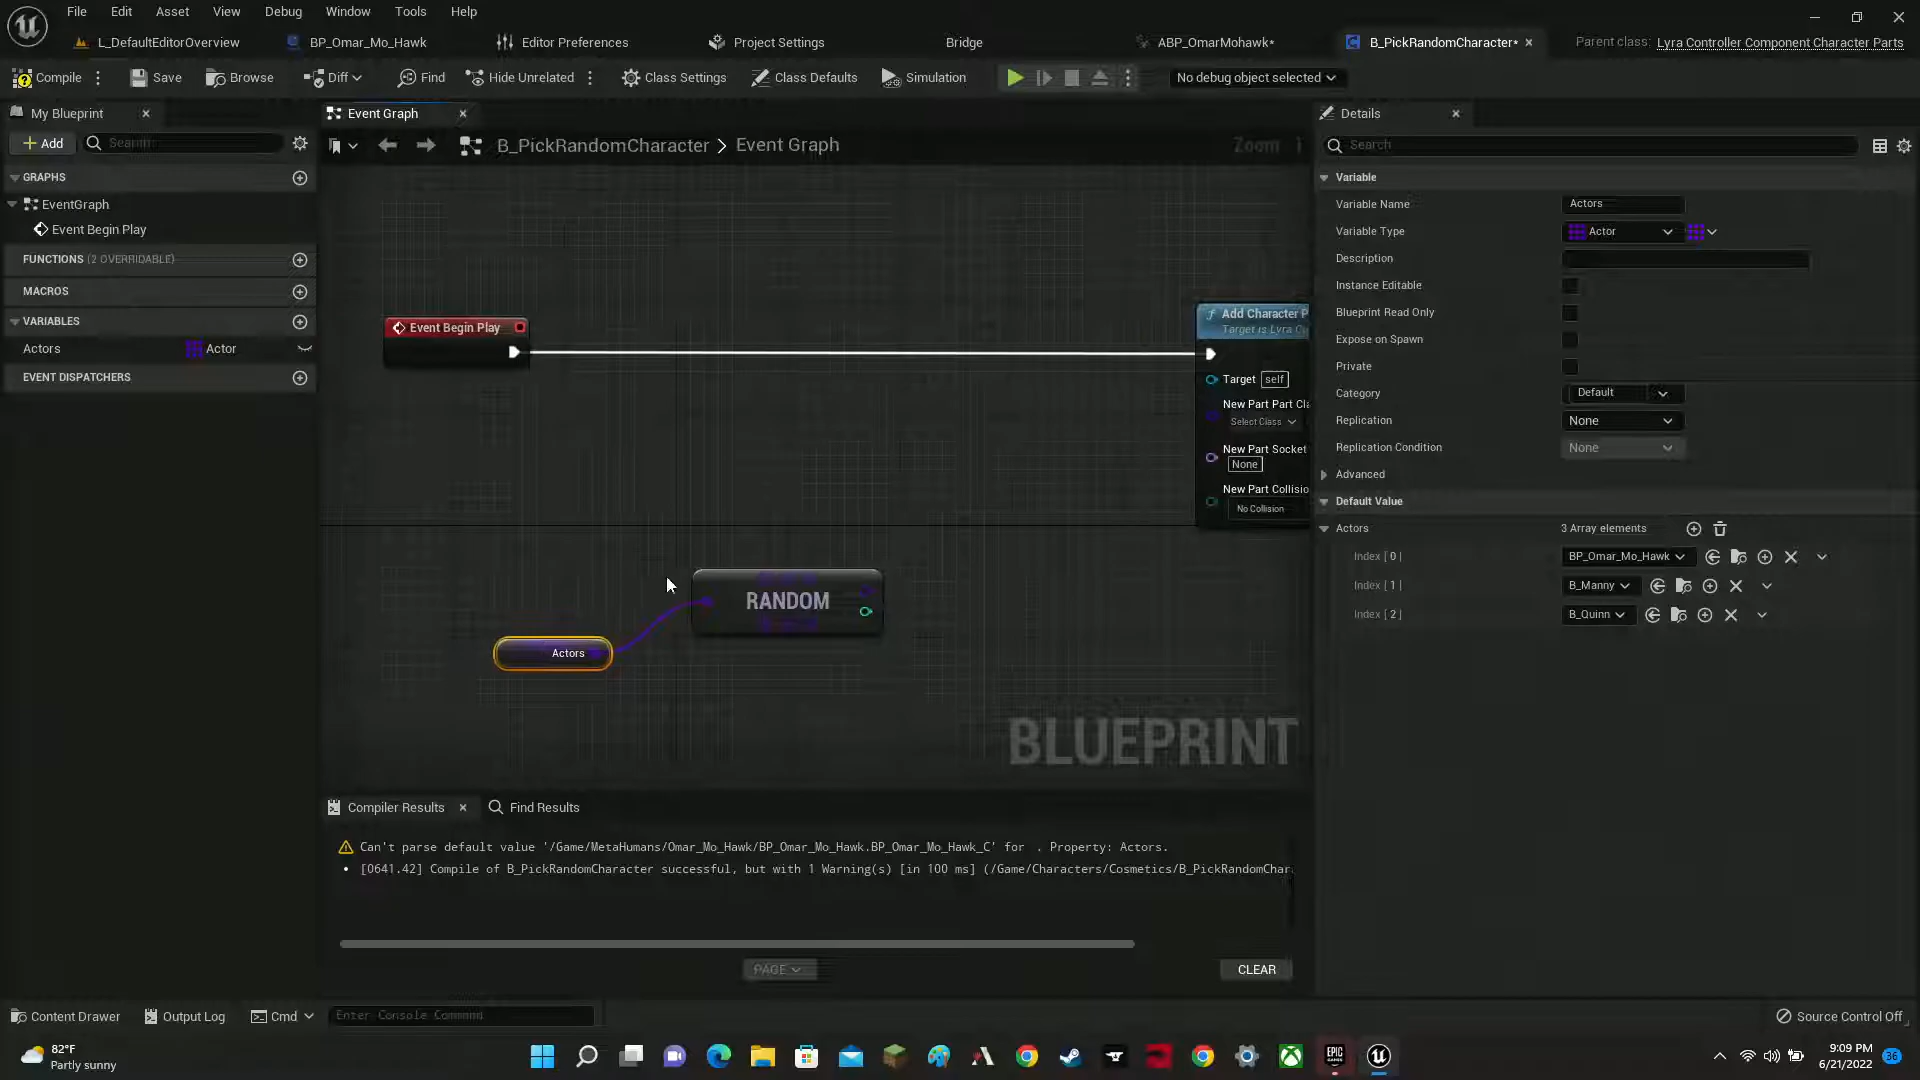 File Edit Asset View Debug Window Tools Help
L_DefaultEditorOverview BP_Omar_Mo_Hawk Editor Preferences Project Settings Bridge ABP_OmarMohawk* B_PickRandomCharacter* Parent class: Lyra Controller Component Character Parts
Compile Save Browse Diff Find Hide Unrelated Class Settings Class Defaults Simulation No debug object selected
My Blueprint Event Graph Details
Add Search B_PickRandomCharacter > Event Graph Zoom Search
GRAPHS
EventGraph
Event Begin Play
FUNCTIONS (2 OVERRIDABLE)
MACROS
VARIABLES
Actors Actor
EVENT DISPATCHERS
Event Begin Play
Add Character P
Target is Lyra Co
Target self
New Part Part Cla
Select Class
New Part Socket
None
New Part Collisio
No Collision
RANDOM
Actors
BLUEPRINT
Variable
Variable Name Actors
Variable Type Actor
Description
Instance Editable
Blueprint Read Only
Expose on Spawn
Private
Category Default
Replication None
Replication Condition None
Advanced
Default Value
Actors 3 Array elements
Index [ 0 ] BP_Omar_Mo_Hawk
Index [ 1 ] B_Manny
Index [ 2 ] B_Quinn
Compiler Results Find Results
Can't parse default value '/Game/MetaHumans/Omar_Mo_Hawk/BP_Omar_Mo_Hawk.BP_Omar_Mo_Hawk_C' for . Property: Actors.
• [0641.42] Compile of B_PickRandomCharacter successful, but with 1 Warning(s) [in 100 ms] (/Game/Characters/Cosmetics/B_PickRandomChar
PAGE CLEAR
Content Drawer Output Log Cmd Enter Console Command Source Control Off
82°F
Partly sunny
EPIC GAMES
9:09 PM
6/21/2022
36